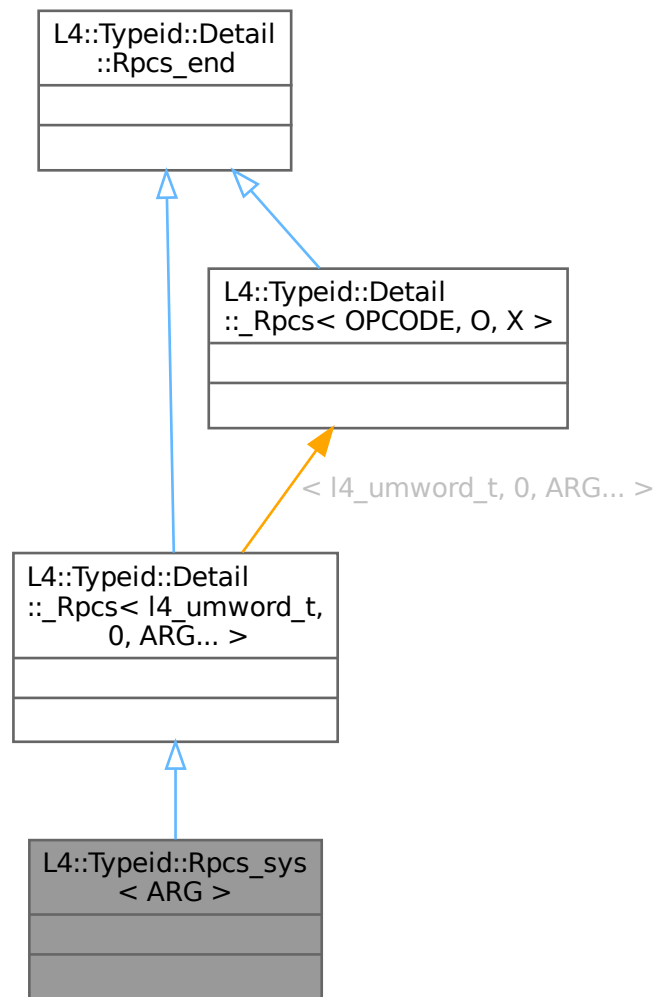 L4::Typeid::Detail
::Rpcs_end
L4::Typeid::Detail
::_Rpcs< OPCODE, O, X >
< l4_umword_t, 0, ARG... >
L4::Typeid::Detail
::_Rpcs< l4_umword_t,
0, ARG... >
L4::Typeid::Rpcs_sys
< ARG >